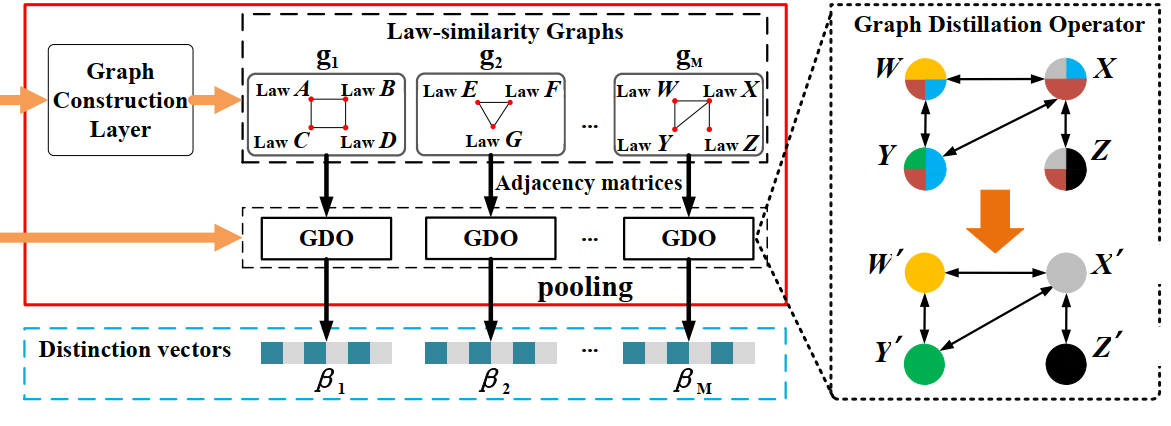 Graph
Construction
Layer
Law-similarity Graphs
g1
g2
gM
Law A
Law B
Law C
Law D
Law E
Law F
Law G
...
Law W
Law X
Law Y
Law Z
Adjacency matrices
GDO
GDO
...
GDO
pooling
Distinction vectors
...
β1
β2
βM
Graph Distillation Operator
W
X
Y
Z
W′
X′
Y′
Z′